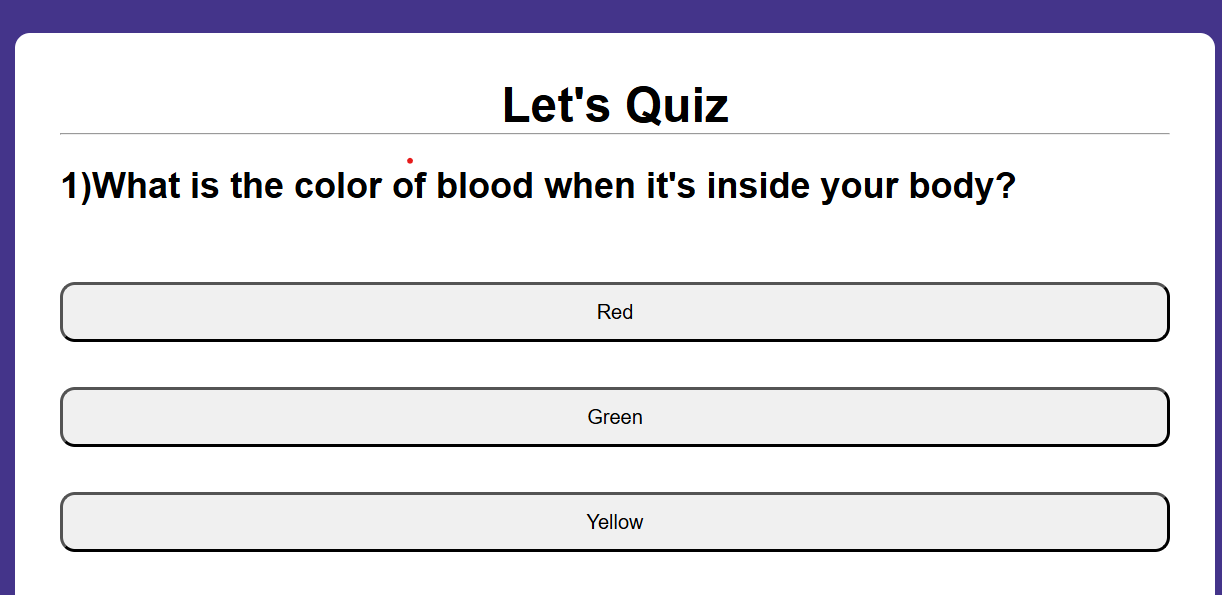 Let's Quiz
1)What is the color of blood when it's inside your body?
Red
Green
Yellow